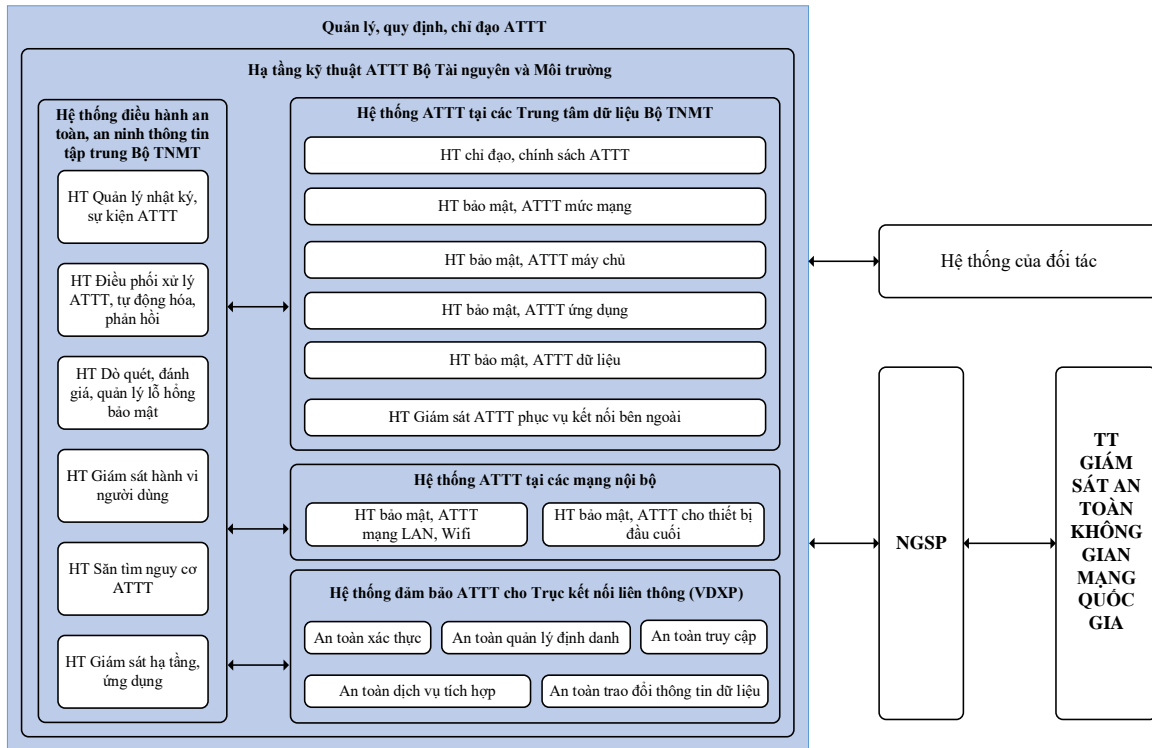 Quản lý, quy định, chỉ đạo ATTT
Hạ tầng kỹ thuật ATTT Bộ Tài nguyên và Môi trường
Hệ thống điều hành an
toàn, an ninh thông tin
tập trung Bộ TNMT
HT Quản lý nhật ký,
sự kiện ATTT
HT Điều phối xử lý
ATTT, tự động hóa,
phản hồi
HT Dò quét, đánh
giá, quản lý lỗ hổng
bảo mật
HT Giám sát hành vi
người dùng
HT Săn tìm nguy cơ
ATTT
HT Giám sát hạ tầng,
ứng dụng
Hệ thống ATTT tại các Trung tâm dữ liệu Bộ TNMT
HT chỉ đạo, chính sách ATTT
HT bảo mật, ATTT mức mạng
HT bảo mật, ATTT máy chủ
HT bảo mật, ATTT ứng dụng
HT bảo mật, ATTT dữ liệu
HT Giám sát ATTT phục vụ kết nối bên ngoài
Hệ thống ATTT tại các mạng nội bộ
HT bảo mật, ATTT
mạng LAN, Wifi
HT bảo mật, ATTT cho thiết bị
đầu cuối
Hệ thống đảm bảo ATTT cho Trục kết nối liên thông (VDXP)
An toàn xác thực
An toàn quản lý định danh
An toàn truy cập
An toàn dịch vụ tích hợp
An toàn trao đổi thông tin dữ liệu
Hệ thống của đối tác
NGSP
TT
GIÁM
SÁT AN
TOÀN
KHÔNG
GIAN
MẠNG
QUỐC
GIA